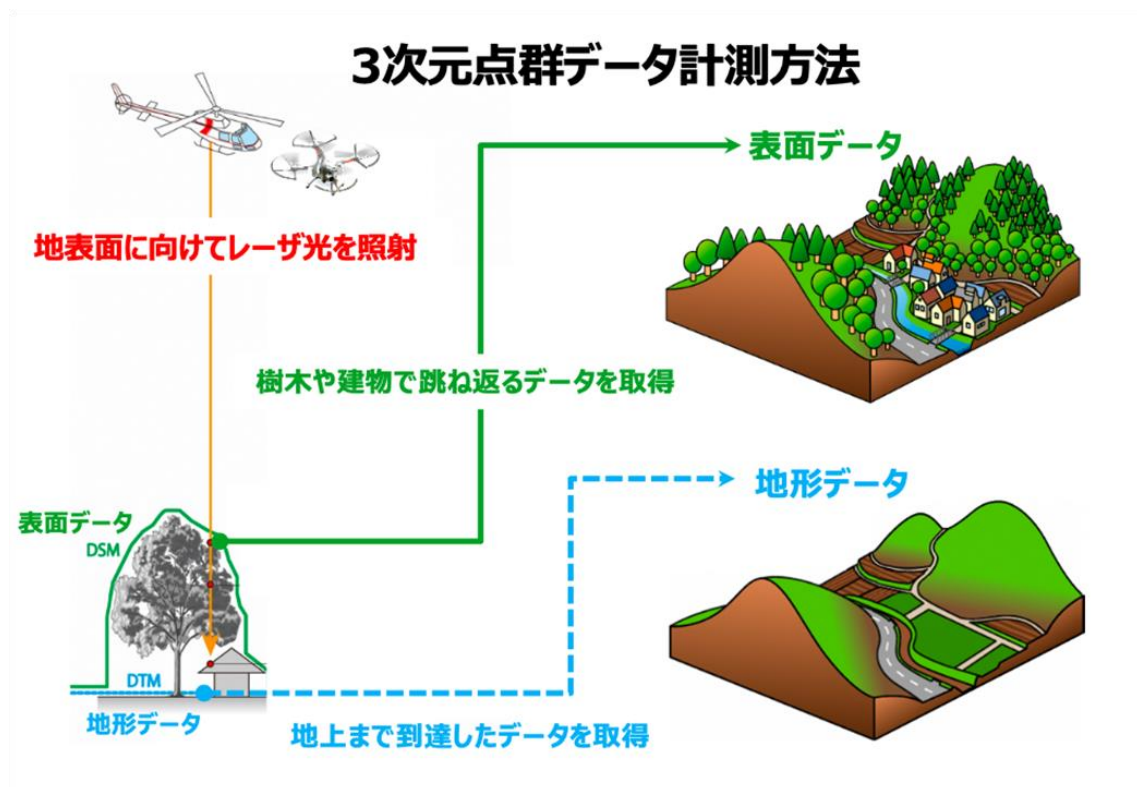 3次元点群データ計測方法
表面データ
地表面に向けてレーザ光を照射
樹木や建物で跳ね返るデータを取得
地形データ
表面データ
DSM
DTM
地形データ
地上まで到達したデータを取得